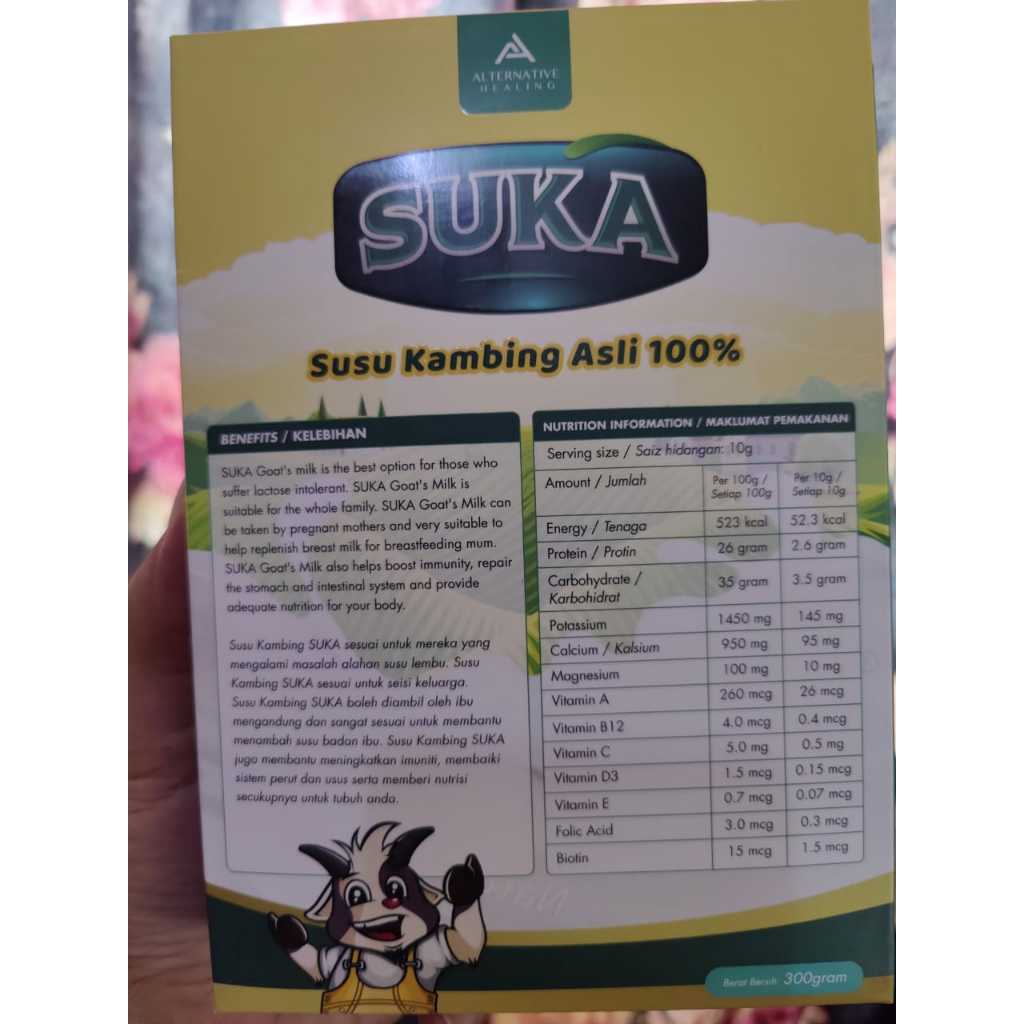 ALTERNATIVE
HEALING
SUKA
Susu Kambing Asli 100%
BENEFITS / KELEBIHAN
SUKA Goat's milk is the best option for those who
suffer lactose intolerant. SUKA Goat's Milk is
suitable for the whole family. SUKA Goat's Milk can
be taken by pregnant mothers and very suitable to
help replenish breast milk for breastfeeding mum.
SUKA Goat's Milk also helps boost immunity, repair
the stomach and intestinal system and provide
adequate nutrition for your body.
Susu Kambing SUKA sesuai untuk mereka yang
mengalami masalah alahan susu lembu. Susu
Kambing SUKA sesuai untuk seisi keluarga.
Susu Kambing SUKA boleh diambil oleh ibu
mengandung dan sangat sesuai untuk membantu
menambah susu badan ibu. Susu Kambing SUKA
juga membantu meningkatkan imuniti, membaiki
sistem perut dan usus serta memberi nutrisi
secukupnya untuk tubuh anda.
NUTRITION INFORMATION / MAKLUMAT PEMAKANAN
Serving size / Saiz hidangan: 10g
Amount / Jumlah Per 100g / Setiap 100g Per 10g / Setiap 10g
Energy / Tenaga 523 kcal 52.3 kcal
Protein / Protin 26 gram 2.6 gram
Carbohydrate / Karbohidrat 35 gram 3.5 gram
Potassium 1450 mg 145 mg
Calcium / Kalsium 950 mg 95 mg
Magnesium 100 mg 10 mg
Vitamin A 260 mcg 26 mcg
Vitamin B12 4.0 mcg 0.4 mcg
Vitamin C 5.0 mg 0.5 mg
Vitamin D3 1.5 mcg 0.15 mcg
Vitamin E 0.7 mcg 0.07 mcg
Folic Acid 3.0 mcg 0.3 mcg
Biotin 15 mcg 1.5 mcg
Berat Bersih: 300gram